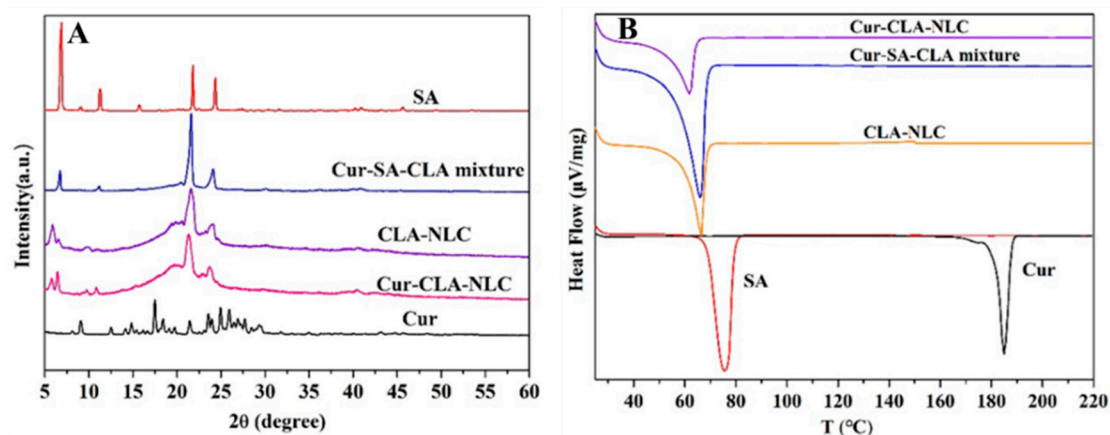 A
SA
Cur-SA-CLA mixture
CLA-NLC
Cur-CLA-NLC
Cur
Intensity(a.u.)
5 10 15 20 25 30 35 40 45 50 55 60
2θ (degree)
B
Cur-CLA-NLC
Cur-SA-CLA mixture
CLA-NLC
SA
Cur
Heat Flow (μV/mg)
40 60 80 100 120 140 160 180 200 220
T (°C)